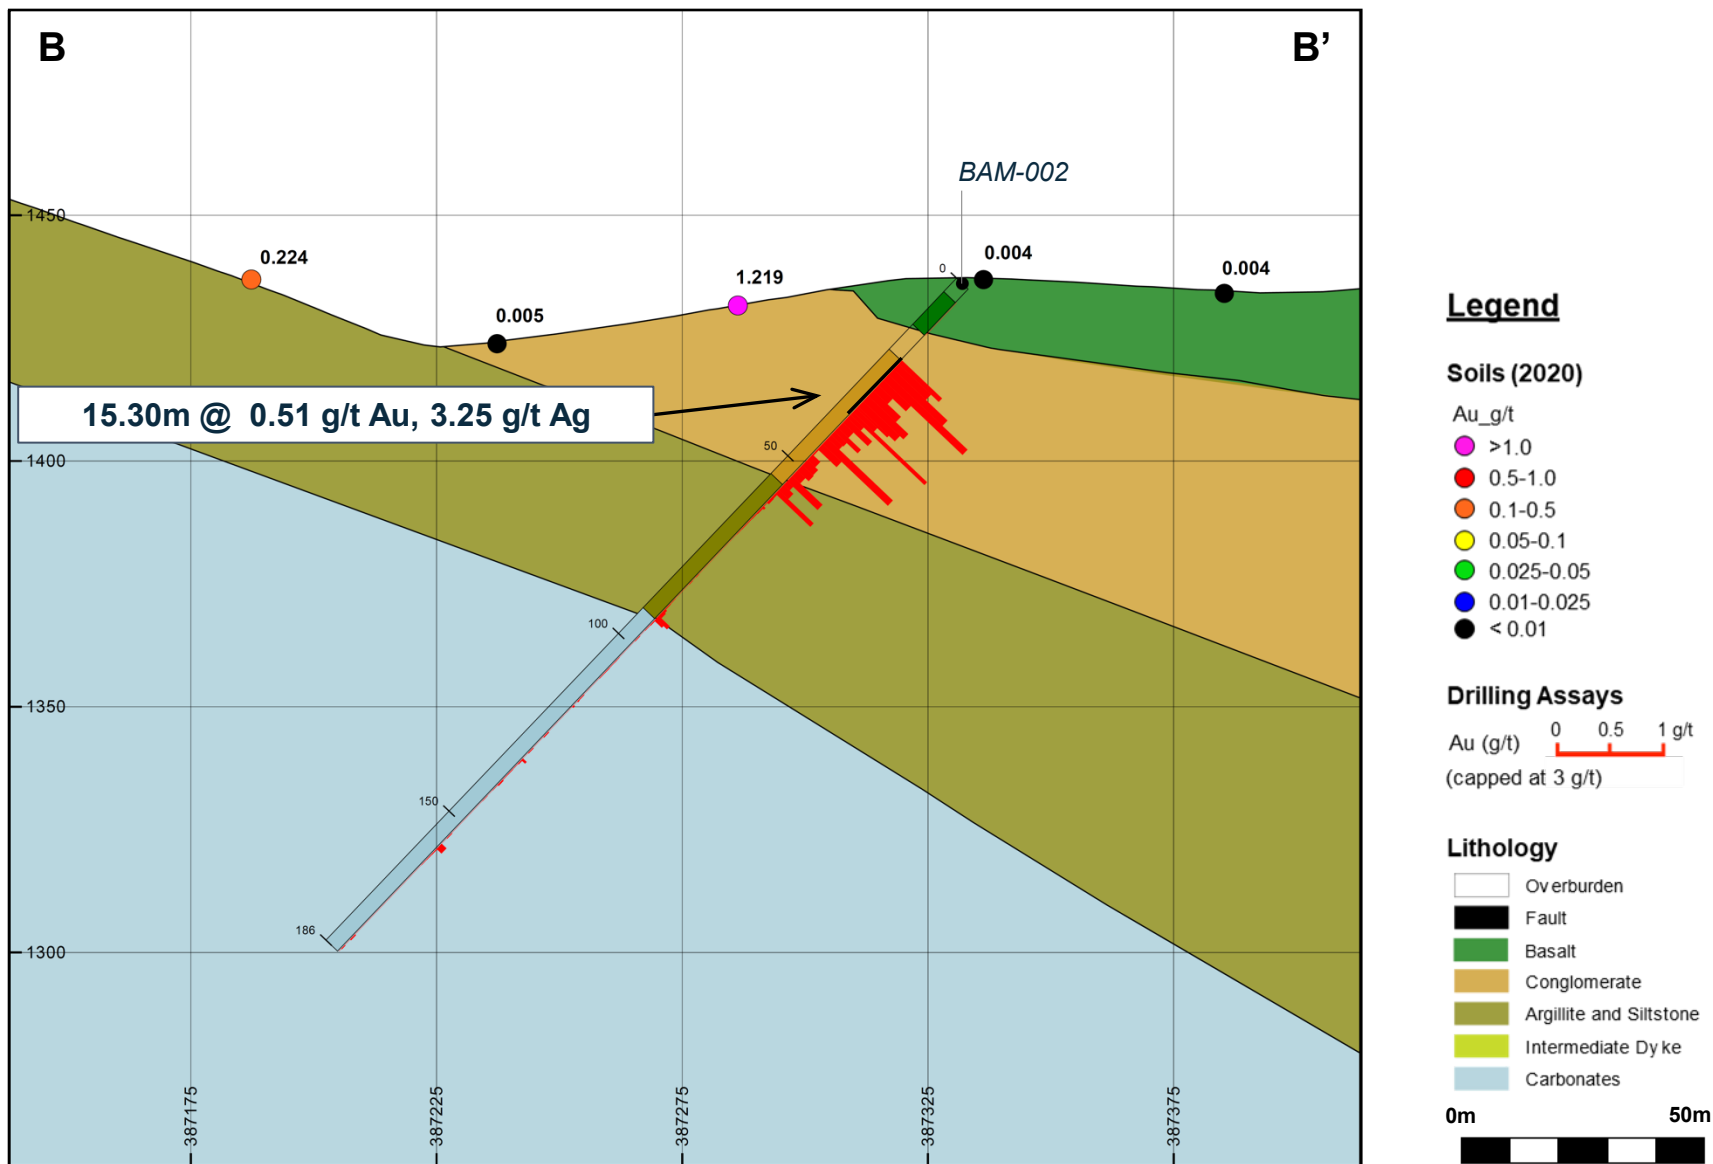 B
B’
BAM-002
1450
0.224
0
0.004
0.004
1.219
0.005
15.30m @ 0.51 g/t Au, 3.25 g/t Ag
50
1400
100
1350
150
186
1300
387175
387225
387275
387325
387375
Legend
Soils (2020)
Au_g/t
>1.0
0.5-1.0
0.1-0.5
0.05-0.1
0.025-0.05
0.01-0.025
< 0.01
Drilling Assays
0 0.5 1 g/t
Au (g/t)
(capped at 3 g/t)
Lithology
Overburden
Fault
Basalt
Conglomerate
Argillite and Siltstone
Intermediate Dyke
Carbonates
0m 50m